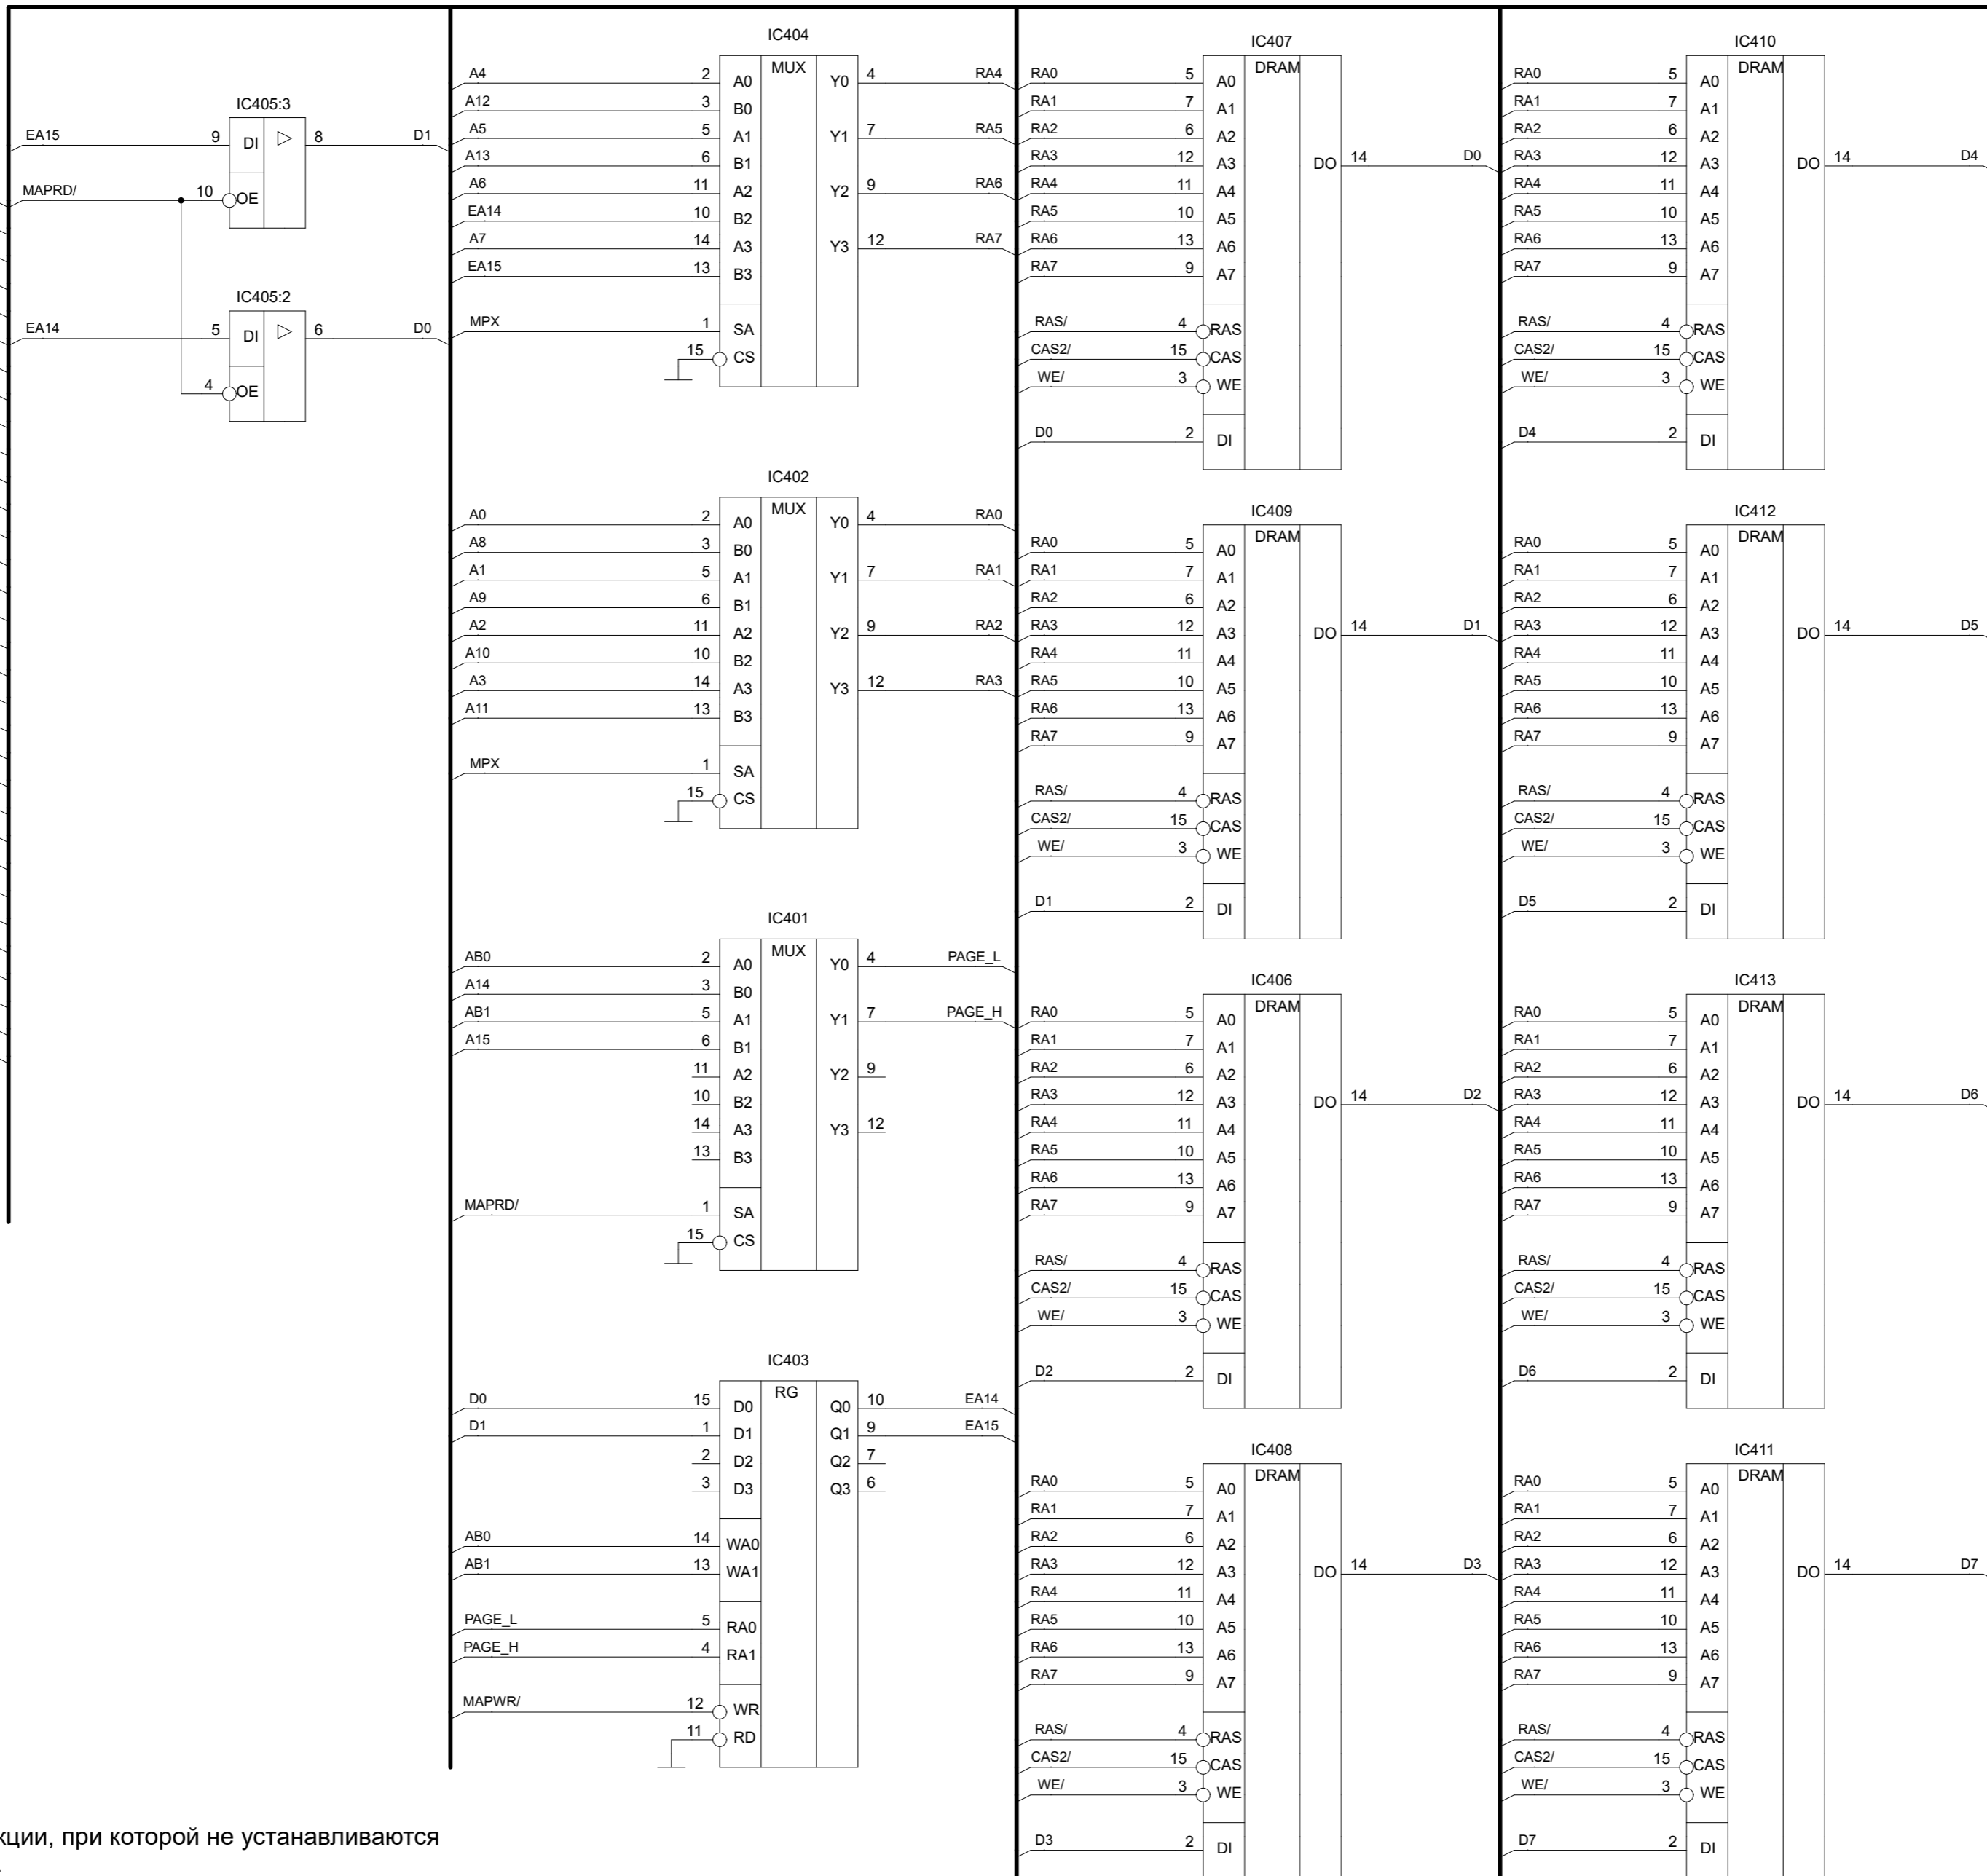 IC405:3
EA15 9 DI 8 D1
MAPRD/ 10 OE
IC405:2
EA14 5 DI 6 D0
4 OE
IC404
MUX
A4 2 A0 Y0 4 RA4
A12 3 B0
A5 5 A1 Y1 7 RA5
A13 6 B1
A6 11 A2 Y2 9 RA6
EA14 10 B2
A7 14 A3 Y3 12 RA7
EA15 13 B3
MPX 1 SA
15 CS
IC402
MUX
A0 2 A0 Y0 4 RA0
A8 3 B0
A1 5 A1 Y1 7 RA1
A9 6 B1
A2 11 A2 Y2 9 RA2
A10 10 B2
A3 14 A3 Y3 12 RA3
A11 13 B3
MPX 1 SA
15 CS
IC401
MUX
AB0 2 A0 Y0 4 PAGE_L
A14 3 B0
AB1 5 A1 Y1 7 PAGE_H
A15 6 B1
11 A2 Y2 9
10 B2
14 A3 Y3 12
13 B3
MAPRD/ 1 SA
15 CS
IC403
RG
D0 15 D0 Q0 10 EA14
D1 1 D1 Q1 9 EA15
2 D2 Q2 7
3 D3 Q3 6
AB0 14 WA0
AB1 13 WA1
PAGE_L 5 RA0
PAGE_H 4 RA1
MAPWR/ 12 WR
11 RD
IC407
DRAM
RA0 5 A0
RA1 7 A1
RA2 6 A2
RA3 12 A3 DO 14 D0
RA4 11 A4
RA5 10 A5
RA6 13 A6
RA7 9 A7
RAS/ 4 RAS
CAS2/ 15 CAS
WE/ 3 WE
D0 2 DI
IC409
DRAM
RA0 5 A0
RA1 7 A1
RA2 6 A2
RA3 12 A3 DO 14 D1
RA4 11 A4
RA5 10 A5
RA6 13 A6
RA7 9 A7
RAS/ 4 RAS
CAS2/ 15 CAS
WE/ 3 WE
D1 2 DI
IC406
DRAM
RA0 5 A0
RA1 7 A1
RA2 6 A2
RA3 12 A3 DO 14 D2
RA4 11 A4
RA5 10 A5
RA6 13 A6
RA7 9 A7
RAS/ 4 RAS
CAS2/ 15 CAS
WE/ 3 WE
D2 2 DI
IC408
DRAM
RA0 5 A0
RA1 7 A1
RA2 6 A2
RA3 12 A3 DO 14 D3
RA4 11 A4
RA5 10 A5
RA6 13 A6
RA7 9 A7
RAS/ 4 RAS
CAS2/ 15 CAS
WE/ 3 WE
D3 2 DI
IC410
DRAM
RA0 5 A0
RA1 7 A1
RA2 6 A2
RA3 12 A3 DO 14 D4
RA4 11 A4
RA5 10 A5
RA6 13 A6
RA7 9 A7
RAS/ 4 RAS
CAS2/ 15 CAS
WE/ 3 WE
D4 2 DI
IC412
DRAM
RA0 5 A0
RA1 7 A1
RA2 6 A2
RA3 12 A3 DO 14 D5
RA4 11 A4
RA5 10 A5
RA6 13 A6
RA7 9 A7
RAS/ 4 RAS
CAS2/ 15 CAS
WE/ 3 WE
D5 2 DI
IC413
DRAM
RA0 5 A0
RA1 7 A1
RA2 6 A2
RA3 12 A3 DO 14 D6
RA4 11 A4
RA5 10 A5
RA6 13 A6
RA7 9 A7
RAS/ 4 RAS
CAS2/ 15 CAS
WE/ 3 WE
D6 2 DI
IC411
DRAM
RA0 5 A0
RA1 7 A1
RA2 6 A2
RA3 12 A3 DO 14 D7
RA4 11 A4
RA5 10 A5
RA6 13 A6
RA7 9 A7
RAS/ 4 RAS
CAS2/ 15 CAS
WE/ 3 WE
D7 2 DI
при которой не устанавливаются